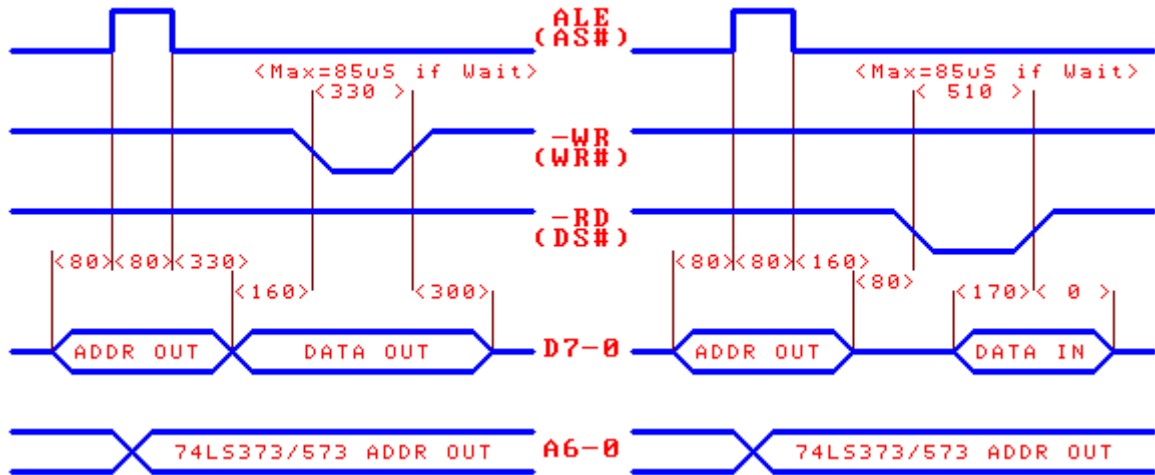 ALE
(AS#)
<Max=85uS if Wait>
<330 >
-WR
(WR#)
-RD
(DS#)
<80><80><330>
<160>
<300>
ADDR OUT
DATA OUT
D7-0
74LS373/573 ADDR OUT
A6-0
<Max=85uS if Wait>
< 510 >
<80><80><160>
<80>
<170>< 0 >
ADDR OUT
DATA IN
74LS373/573 ADDR OUT